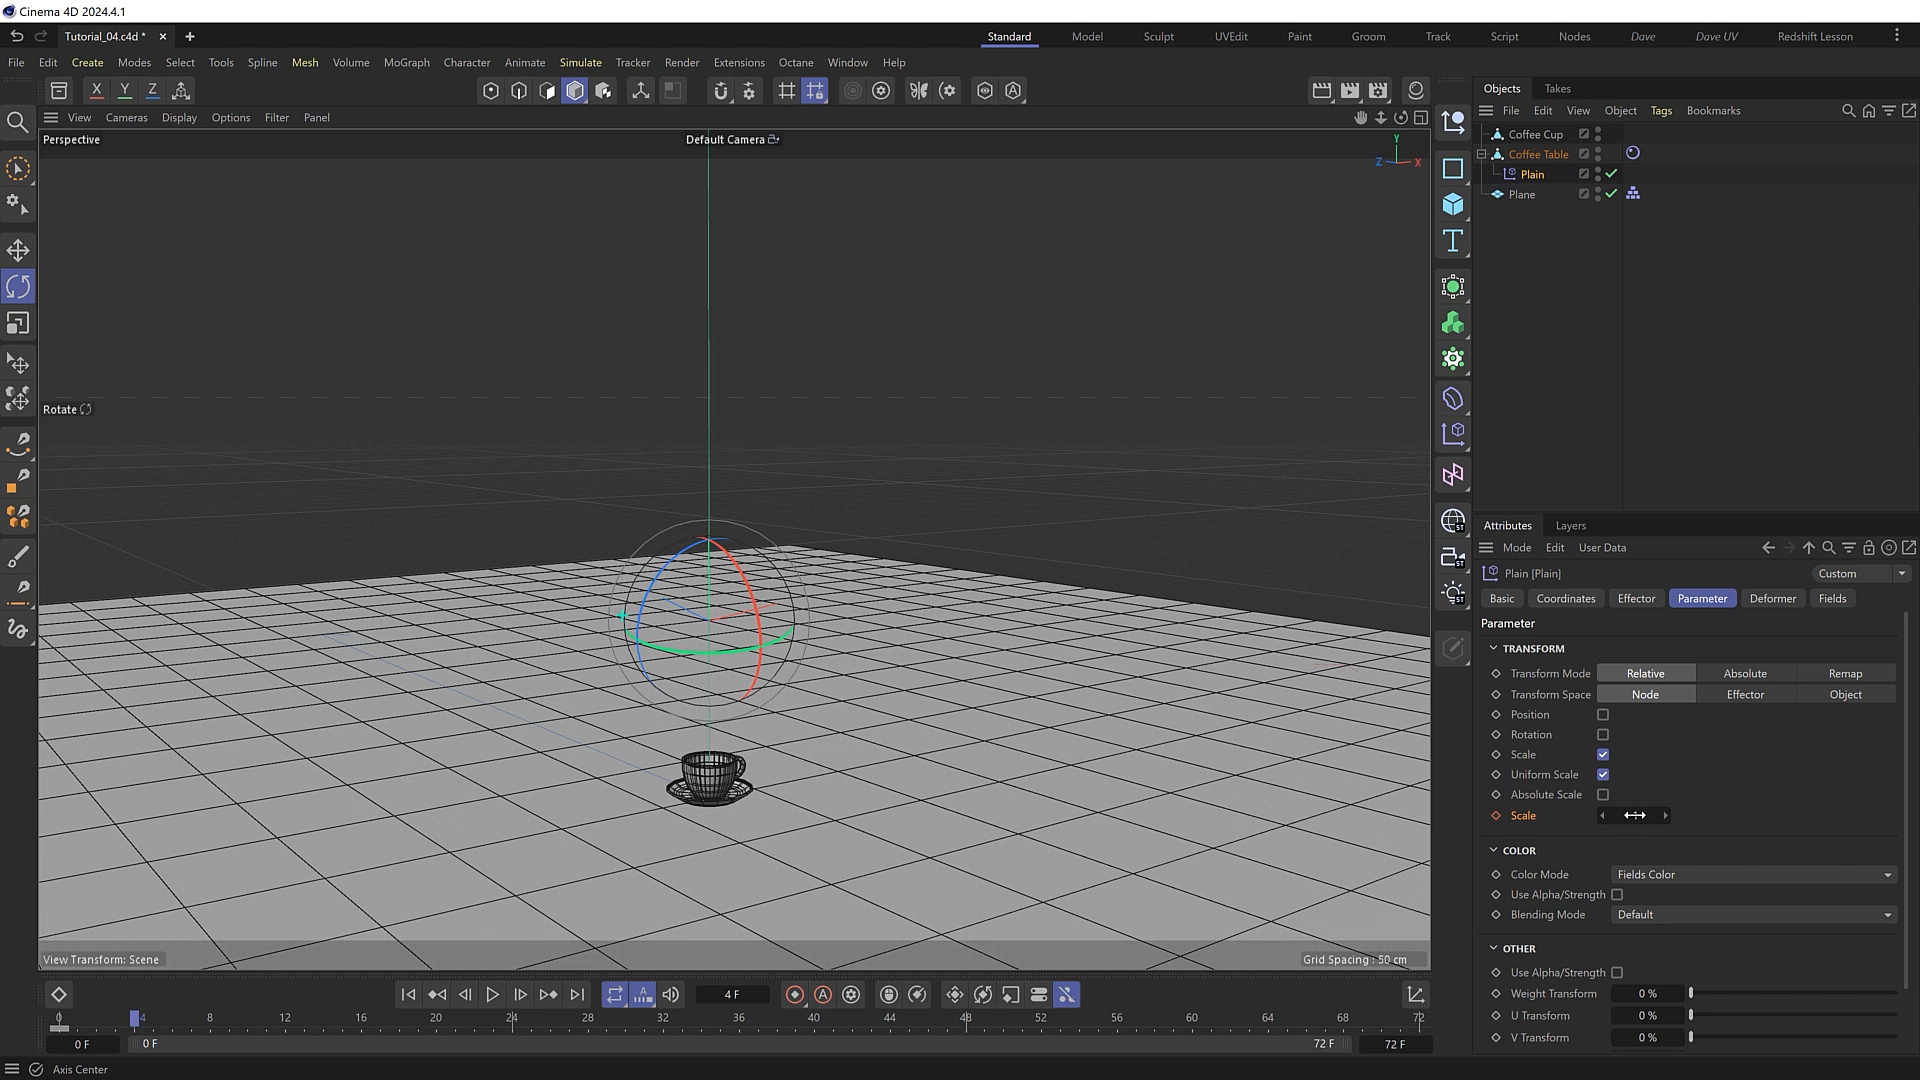 Cinema 4D 2024.4.1
Tutorial_04.c4d *
Standard Model Sculpt UVEdit Paint Groom Track Script Nodes Dave Dave UV Redshift Lesson
File Edit Create Modes Select Tools Spline Mesh Volume MoGraph Character Animate Simulate Tracker Render Extensions Octane Window Help
X Y Z
Objects Takes
View Cameras Display Options Filter Panel
File Edit View Object Tags Bookmarks
Perspective
Default Camera
Y
Z X
Coffee Cup
Coffee Table
Plain
Plane
Rotate
Attributes Layers
Mode Edit User Data
Plain [Plain]
Custom
Basic Coordinates Effector Parameter Deformer Fields
Parameter
TRANSFORM
Transform Mode Relative Absolute Remap
Transform Space Node Effector Object
Position
Rotation
Scale
Uniform Scale
Absolute Scale
Scale
COLOR
Color Mode Fields Color
Use Alpha/Strength
Blending Mode Default
OTHER
Use Alpha/Strength
Weight Transform 0 %
U Transform 0 %
V Transform 0 %
View Transform: Scene
Grid Spacing : 50 cm
4 F
0 4 8 12 16 20 24 28 32 36 40 44 48 52 56 60 64 68 72
0 F 0 F 72 F 72 F
Axis Center